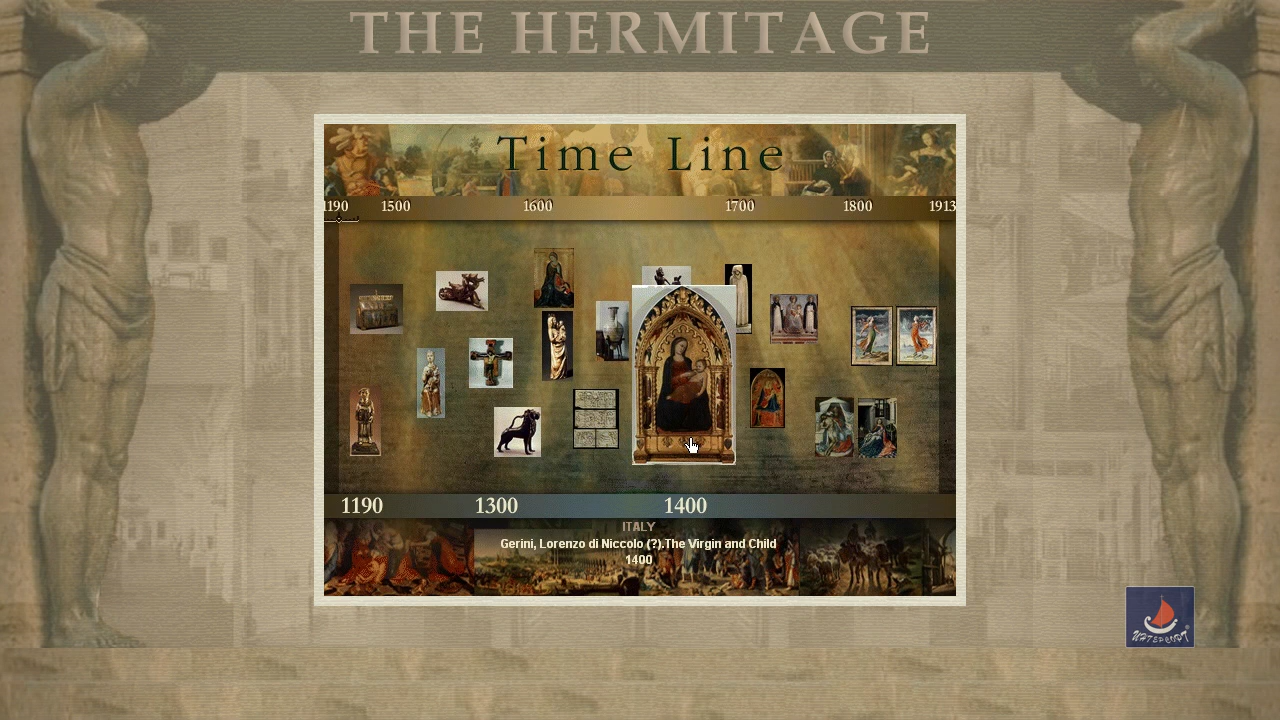 THE HERMITAGE
Time Line
1190 1500 1600 1700 1800 1913
1190 1300 1400
ITALY
Gerini, Lorenzo di Niccolo (?).The Virgin and Child
1400